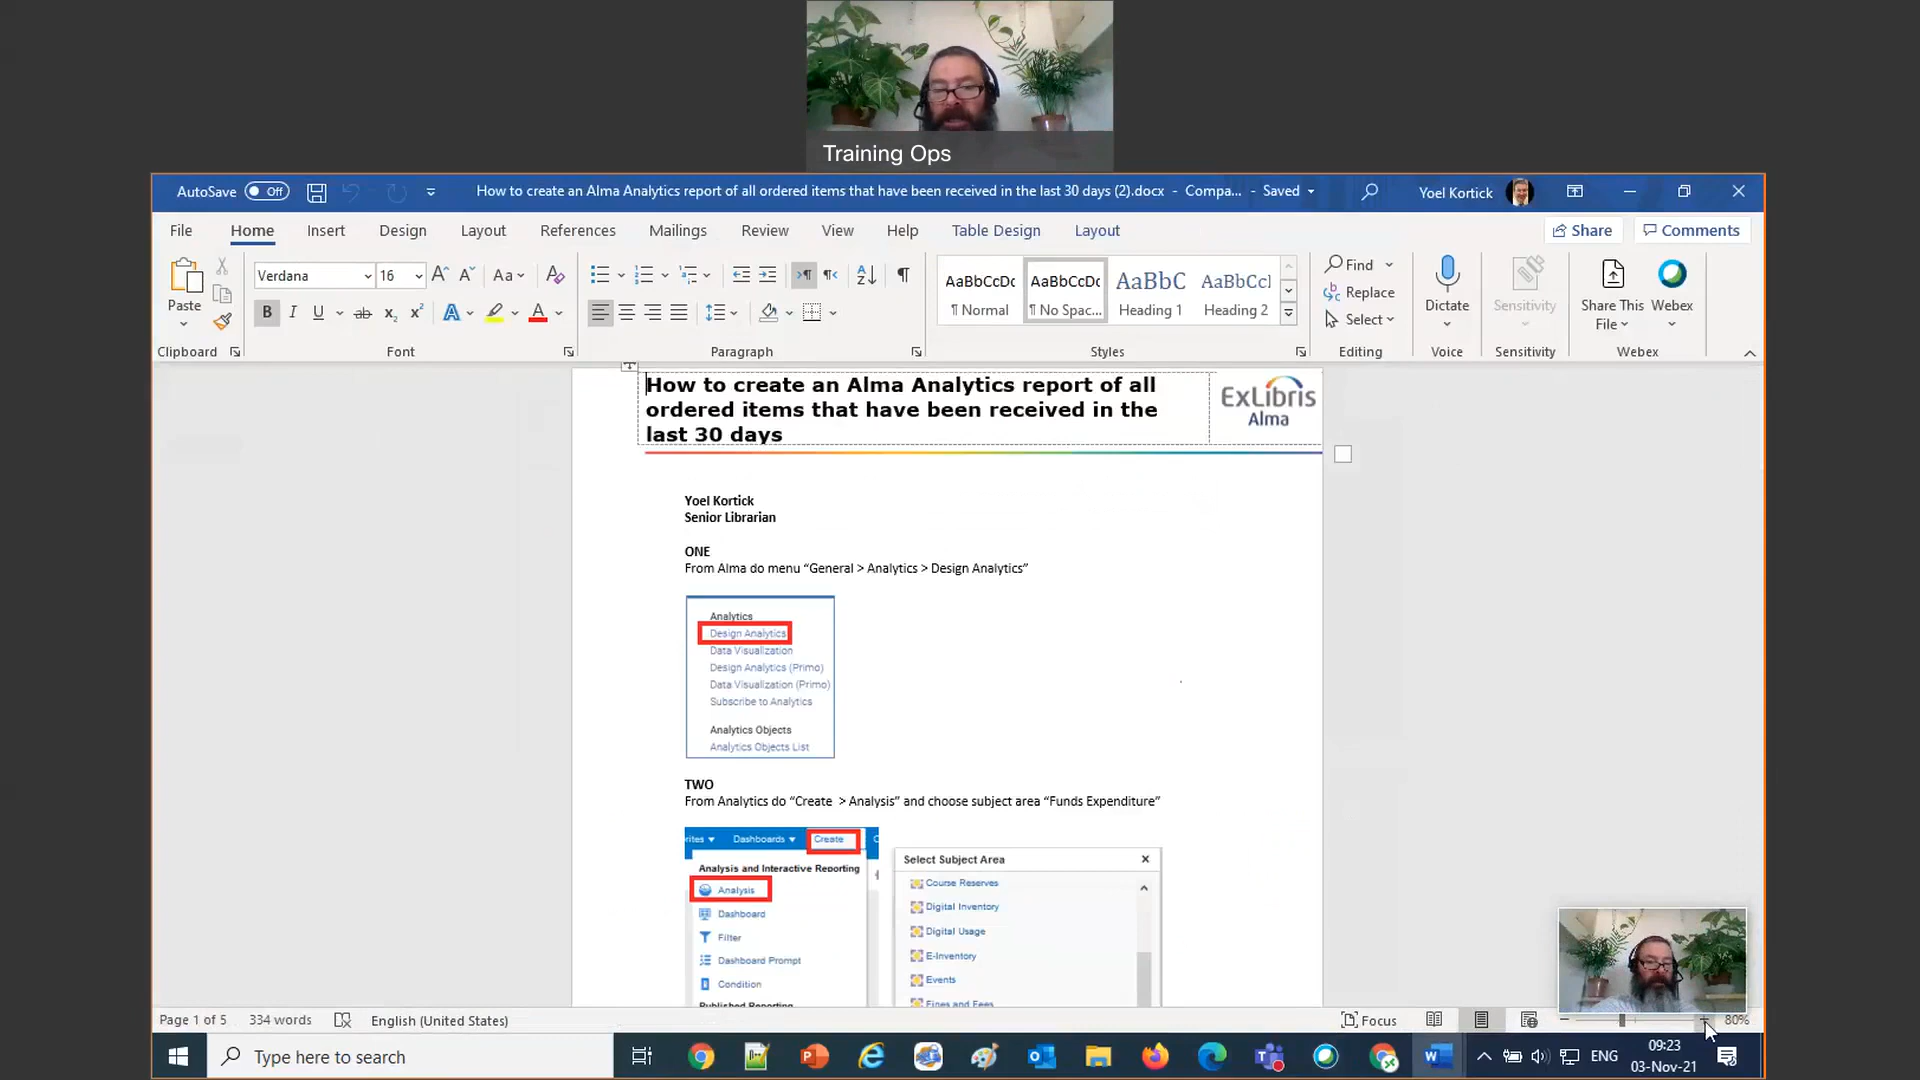 Training Ops
AutoSave Off
How to create an Alma Analytics report of all ordered items that have been received in the last 30 days (2).docx - Compa... - Saved
Yoel Kortick
File Home Insert Design Layout References Mailings Review View Help Table Design Layout
Share Comments
Paste
Clipboard
Verdana 16
Font
Paragraph
AaBbCcDc AaBbCcDc AaBbC AaBbCcl
¶ Normal ¶ No Spac... Heading 1 Heading 2
Styles
Find
Replace
Select
Editing
Dictate
Voice
Sensitivity
Sensitivity
Share This File
Webex
Webex
How to create an Alma Analytics report of all
ordered items that have been received in the
last 30 days
ExLibris
Alma
Yoel Kortick
Senior Librarian
ONE
From Alma do menu “General > Analytics > Design Analytics”
Analytics
Design Analytics
Data Visualization
Design Analytics (Primo)
Data Visualization (Primo)
Subscribe to Analytics
Analytics Objects
Analytics Objects List
TWO
From Analytics do “Create > Analysis” and choose subject area “Funds Expenditure”
rites Dashboards Create
Analysis and Interactive Reporting
Analysis
Dashboard
Filter
Dashboard Prompt
Condition
Published Reporting
Select Subject Area
Course Reserves
Digital Inventory
Digital Usage
E-Inventory
Events
Fines and Fees
Page 1 of 5 334 words English (United States)
Focus
80%
Type here to search
ENG
09:23
03-Nov-21